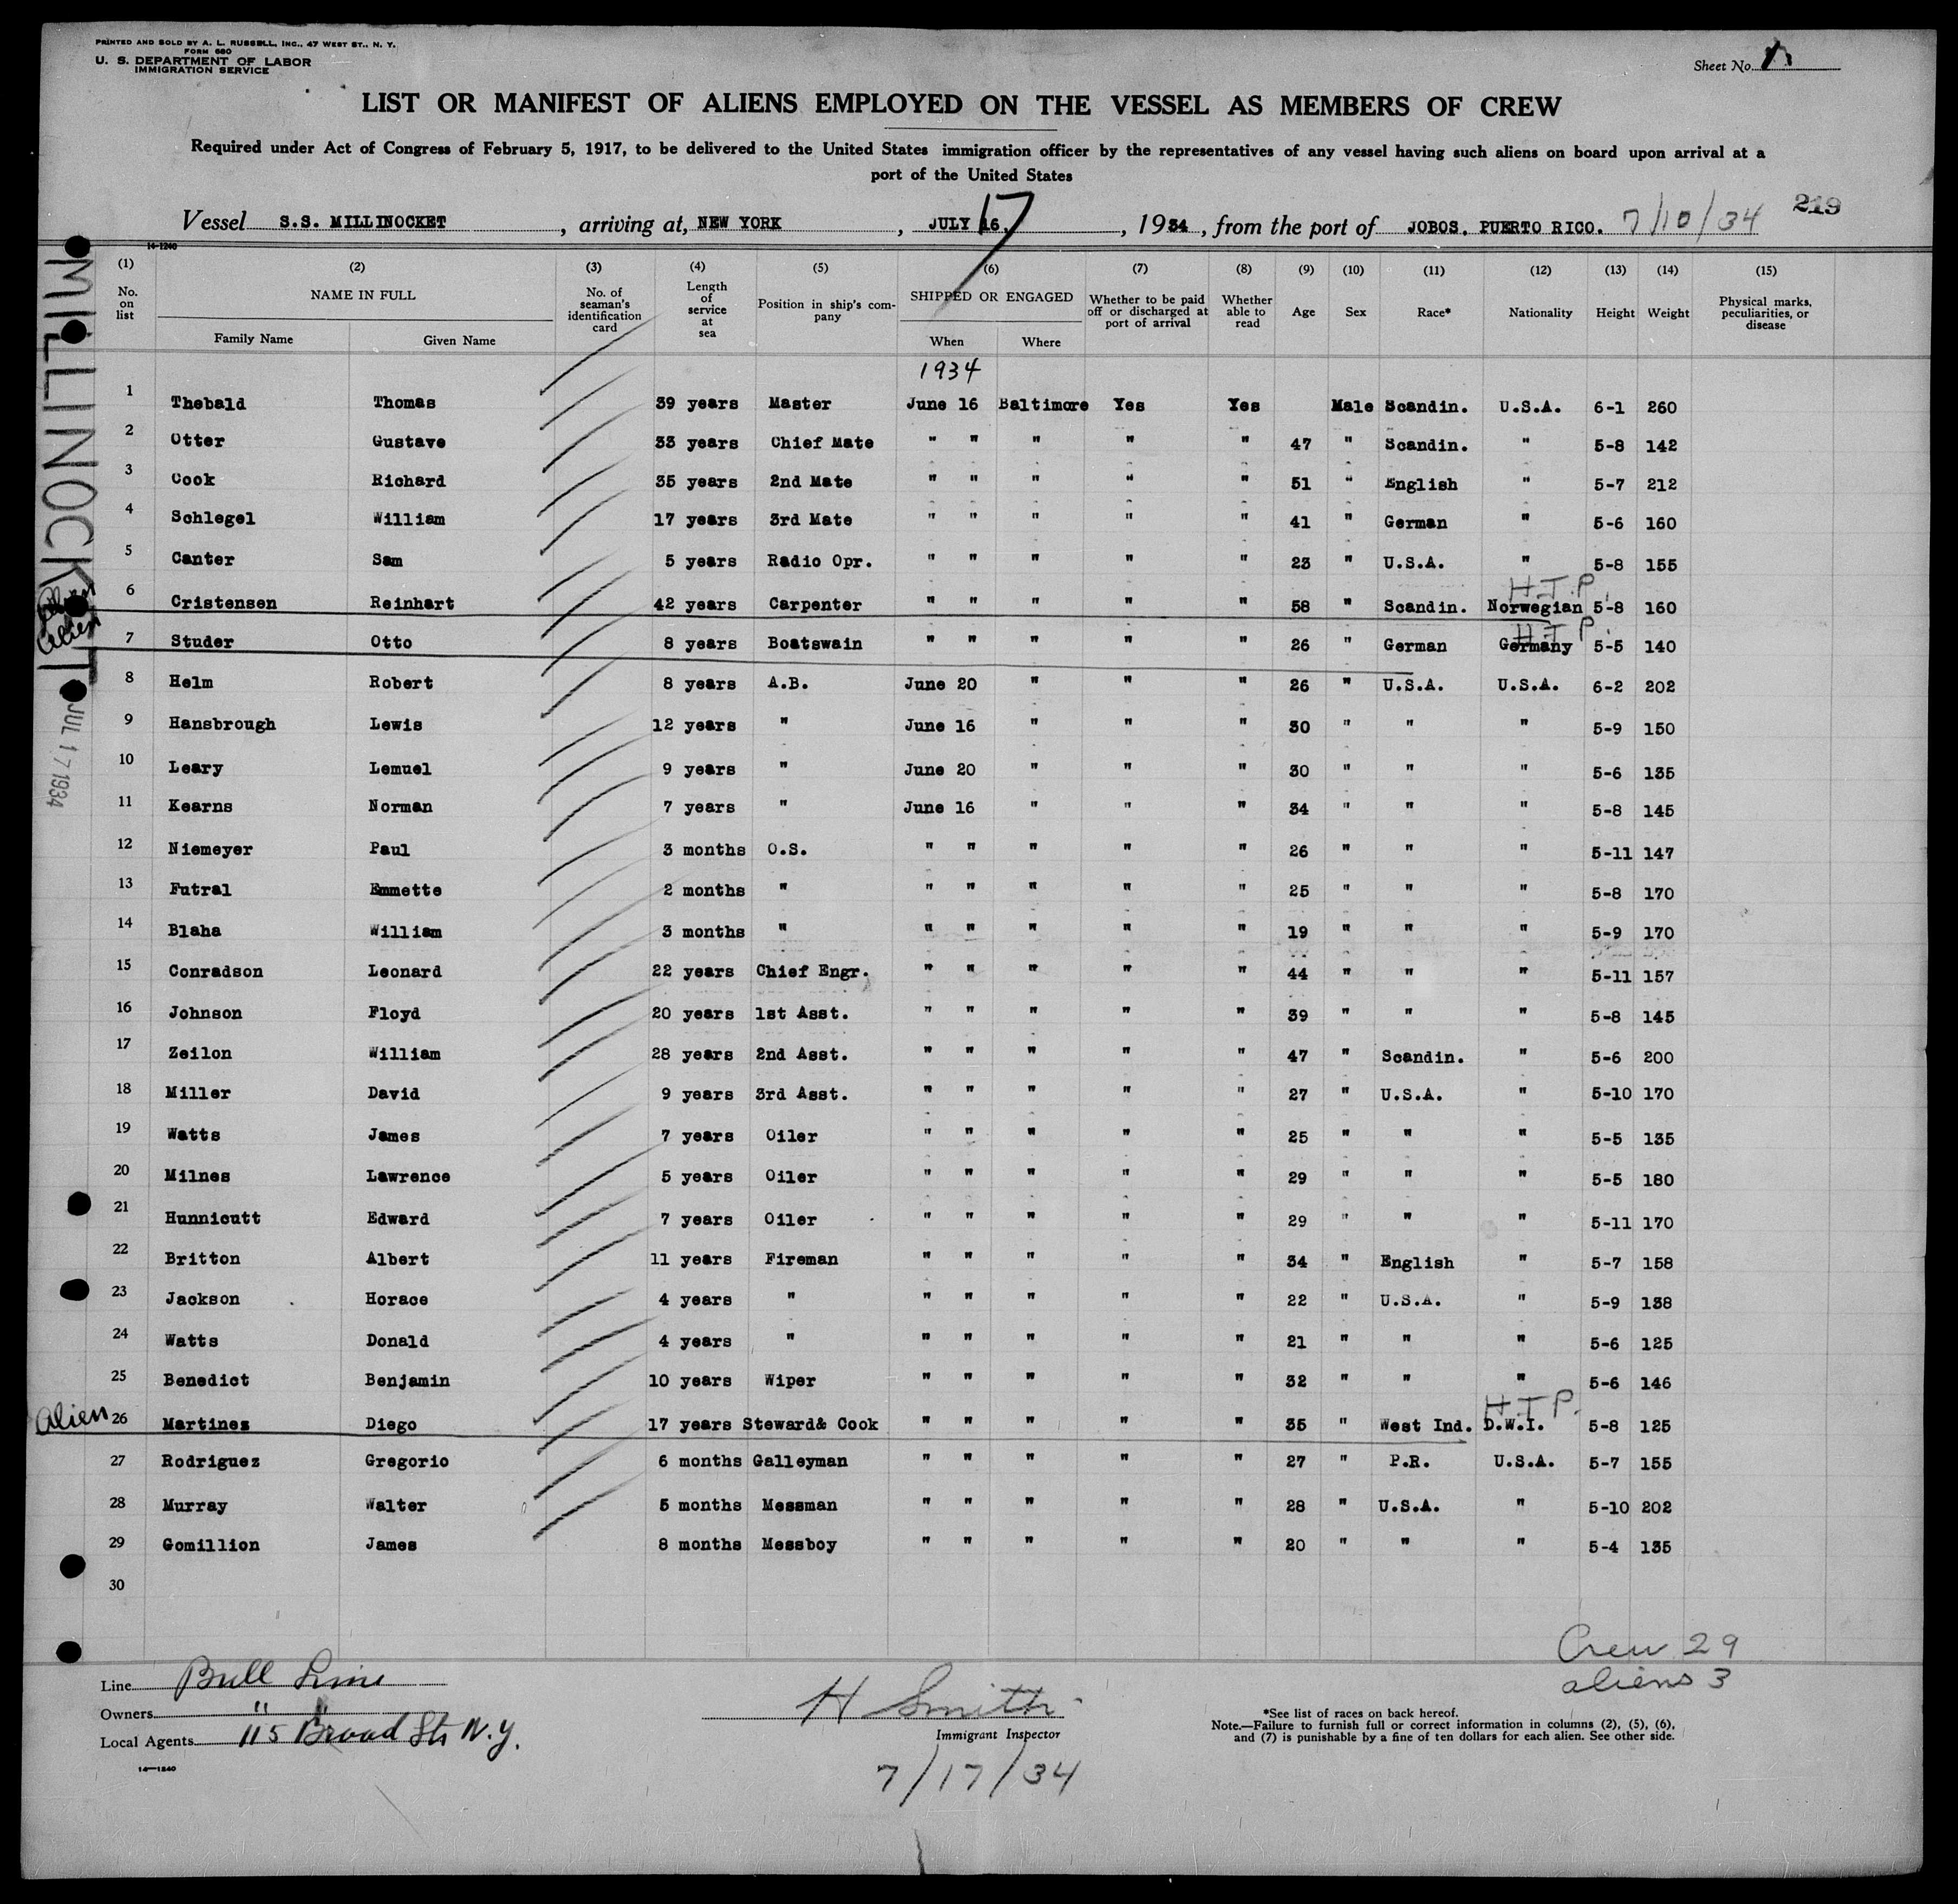 PRINTED AND SOLD BY A. L. RUSSELL, INC., 47 WEST ST., N. Y.
FORM 680
U. S. DEPARTMENT OF LABOR
IMMIGRATION SERVICE
Sheet No.
LIST OR MANIFEST OF ALIENS EMPLOYED ON THE VESSEL AS MEMBERS OF CREW
Required under Act of Congress of February 5, 1917, to be delivered to the United States immigration officer by the representatives of any vessel having such aliens on board upon arrival at a
port of the United States
219
Vessel S.S. MILLINOCKET , arriving at, NEW YORK , JULY 16, 17 , 1934 , from the port of JOBOS, PUERTO RICO. 7/10/34
14-1240
(1) (2) (3) (4) (5) (6) (7) (8) (9) (10) (11) (12) (13) (14) (15)
No. on list NAME IN FULL Family Name Given Name No. of seaman's identification card Length of service at sea Position in ship's company SHIPPED OR ENGAGED When Where Whether to be paid off or discharged at port of arrival Whether able to read Age Sex Race* Nationality Height Weight Physical marks, peculiarities, or disease
1934
1 Thebald Thomas 39 years Master June 16 Baltimore Yes Yes Male Scandin. U.S.A. 6-1 260
2 Otter Gustave 33 years Chief Mate " " " " " 47 " Scandin. " 5-8 142
3 Cook Richard 35 years 2nd Mate " " " " " 51 " English " 5-7 212
4 Schlegel William 17 years 3rd Mate " " " " " 41 " German " 5-6 160
5 Canter Sam 5 years Radio Opr. " " " " " 23 " U.S.A. " 5-8 155
H.T.P.
6 Cristensen Reinhart 42 years Carpenter " " " " " 58 " Scandin. Norwegian 5-8 160
H.T.P.
Alien 7 Studer Otto 8 years Boatswain " " " " " 26 " German Germany 5-5 140
8 Helm Robert 8 years A.B. June 20 " " " 26 " U.S.A. U.S.A. 6-2 202
9 Hansbrough Lewis 12 years " June 16 " " " 30 " " " 5-9 150
10 Leary Lemuel 9 years " June 20 " " " 30 " " " 5-6 135
11 Kearns Norman 7 years " June 16 " " " 34 " " " 5-8 145
12 Niemeyer Paul 3 months O.S. " " " " " 26 " " " 5-11 147
13 Futral Emmette 2 months " " " " " " 25 " " " 5-8 170
14 Blaha William 3 months " " " " " " 19 " " " 5-9 170
15 Conradson Leonard 22 years Chief Engr. " " " " " 44 " " " 5-11 157
16 Johnson Floyd 20 years 1st Asst. " " " " " 39 " " " 5-8 145
17 Zeilon William 28 years 2nd Asst. " " " " " 47 " Scandin. " 5-6 200
18 Miller David 9 years 3rd Asst. " " " " " 27 " U.S.A. " 5-10 170
19 Watts James 7 years Oiler " " " " " 25 " " " 5-5 135
20 Milnes Lawrence 5 years Oiler " " " " " 29 " " " 5-5 180
21 Hunnicutt Edward 7 years Oiler " " " " " 29 " " " 5-11 170
22 Britton Albert 11 years Fireman " " " " " 34 " English " 5-7 158
23 Jackson Horace 4 years " " " " " " 22 " U.S.A. " 5-9 138
24 Watts Donald 4 years " " " " " " 21 " " " 5-6 125
25 Benedict Benjamin 10 years Wiper " " " " " 32 " " " 5-6 146
H.T.P.
Alien 26 Martinez Diego 17 years Steward& Cook " " " " " 35 " West Ind. D.W.I. 5-8 125
27 Rodriguez Gregorio 6 months Galleyman " " " " " 27 " P.R. U.S.A. 5-7 155
28 Murray Walter 5 months Messman " " " " " 28 " U.S.A. " 5-10 202
29 Gomillion James 8 months Messboy " " " " " 20 " " " 5-4 135
30
MILLINOCKET
JUL 17 1934
Crew 29
aliens 3
Line Bull Line
Owners " "
Local Agents 115 Broad St. N.Y.
14-1240
H Smith
Immigrant Inspector
7/17/34
*See list of races on back hereof.
Note.—Failure to furnish full or correct information in columns (2), (5), (6),
and (7) is punishable by a fine of ten dollars for each alien. See other side.